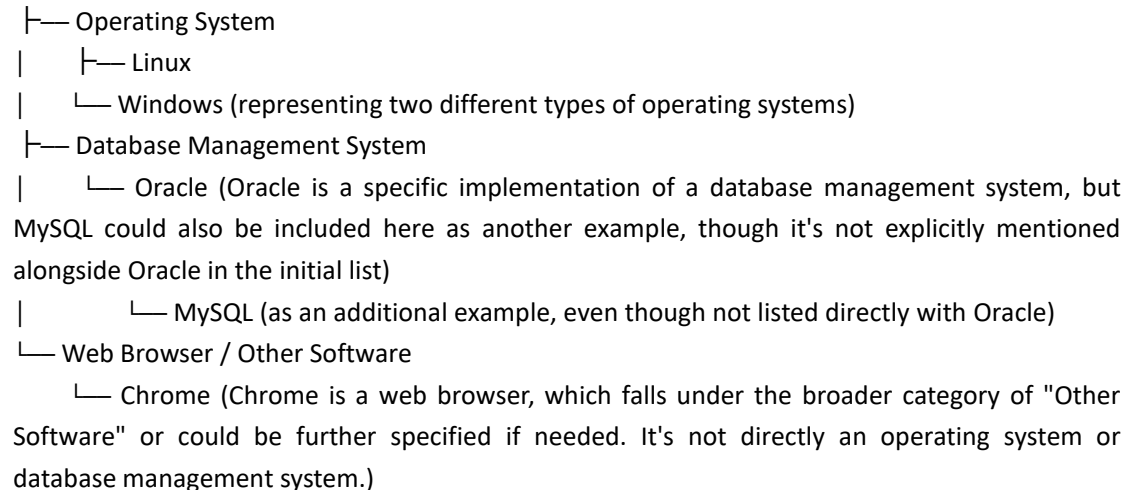 ├── Operating System
│   ├── Linux
│   └── Windows (representing two different types of operating systems)
├── Database Management System
│   └── Oracle (Oracle is a specific implementation of a database management system, but
MySQL could also be included here as another example, though it's not explicitly mentioned
alongside Oracle in the initial list)
│       └── MySQL (as an additional example, even though not listed directly with Oracle)
└── Web Browser / Other Software
    └── Chrome (Chrome is a web browser, which falls under the broader category of "Other
Software" or could be further specified if needed. It's not directly an operating system or
database management system.)